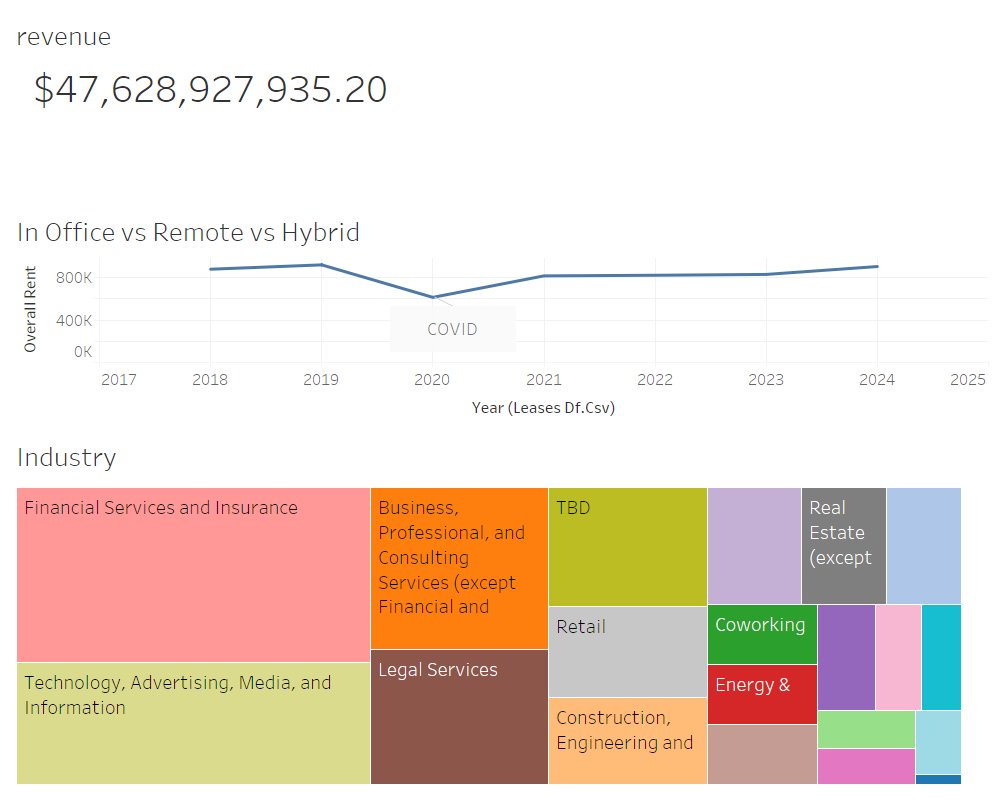 revenue
$47,628,927,935.20
In Office vs Remote vs Hybrid
Overall Rent
800K
400K
0K
COVID
2017 2018 2019 2020 2021 2022 2023 2024 2025
Year (Leases Df.Csv)
Industry
Financial Services and Insurance
Technology, Advertising, Media, and
Information
Business,
Professional, and
Consulting
Services (except
Financial and
Legal Services
TBD
Retail
Construction,
Engineering and
Real
Estate
(except
Coworking
Energy &